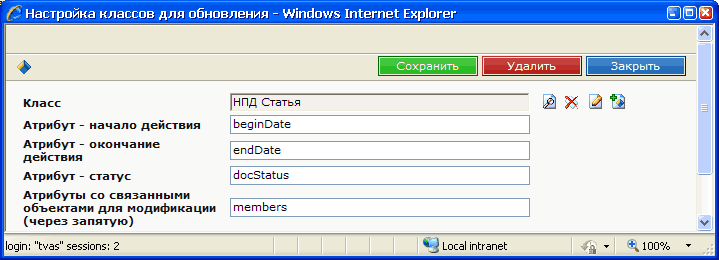 Настройка классов для обновления - Windows Internet Explorer
Сохранить Удалить Закрыть
Класс НПД Статья
Атрибут - начало действия beginDate
Атрибут - окончание
действия endDate
Атрибут - статус docStatus
Атрибуты со связанными
объектами для модификации
(через запятую) members
login: "tvas" sessions: 2 Local intranet 100%